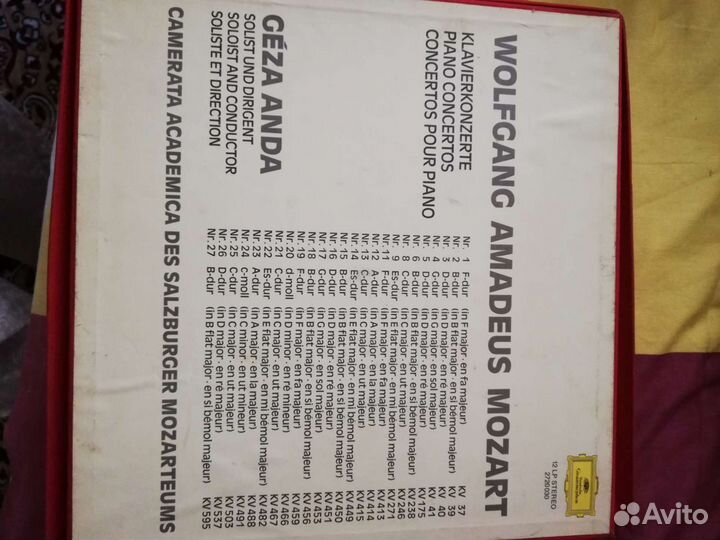 12 LP STEREO
2720 030
Deutsche
Grammophon
WOLFGANG AMADEUS MOZART
KLAVIERKONZERTE
PIANO CONCERTOS
CONCERTOS POUR PIANO
Nr. 1 F-dur (in F major · en fa majeur) KV 37
Nr. 2 B-dur (in B flat major · en si bémol majeur) KV 39
Nr. 3 D-dur (in D major · en ré majeur) KV 40
Nr. 4 G-dur (in G major · en sol majeur) KV 41
Nr. 5 D-dur (in D major · en ré majeur) KV 175
Nr. 6 B-dur (in B flat major · en si bémol majeur) KV 238
Nr. 8 C-dur (in C major · en ut majeur) KV 246
Nr. 9 Es-dur (in E flat major · en mi bémol majeur) KV 271
Nr. 11 F-dur (in F major · en fa majeur) KV 413
Nr. 12 A-dur (in A major · en la majeur) KV 414
Nr. 13 C-dur (in C major · en ut majeur) KV 415
Nr. 14 Es-dur (in E flat major · en mi bémol majeur) KV 449
Nr. 15 B-dur (in B flat major · en si bémol majeur) KV 450
Nr. 16 D-dur (in D major · en ré majeur) KV 451
Nr. 17 G-dur (in G major · en sol majeur) KV 453
Nr. 18 B-dur (in B flat major · en si bémol majeur) KV 456
Nr. 19 F-dur (in F major · en fa majeur) KV 459
Nr. 20 d-moll (in D minor · en ré mineur) KV 466
Nr. 21 C-dur (in C major · en ut majeur) KV 467
Nr. 22 Es-dur (in E flat major · en mi bémol majeur) KV 482
Nr. 23 A-dur (in A major · en la majeur) KV 488
Nr. 24 c-moll (in C minor · en ut mineur) KV 491
Nr. 25 C-dur (in C major · en ut majeur) KV 503
Nr. 26 D-dur (in D major · en ré majeur) KV 537
Nr. 27 B-dur (in B flat major · en si bémol majeur) KV 595
GÉZA ANDA
SOLIST UND DIRIGENT
SOLOIST AND CONDUCTOR
SOLISTE ET DIRECTION
CAMERATA ACADEMICA DES SALZBURGER MOZARTEUMS
Avito